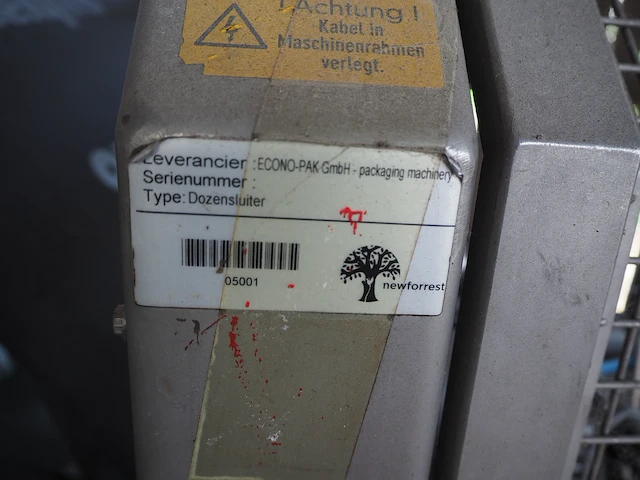 ! Achtung !
Kabel in
Maschinenrahmen
verlegt.
Leverancier : ECONO-PAK GmbH - packaging machinery
Serienummer :
Type: Dozensluiter
05001
newforrest